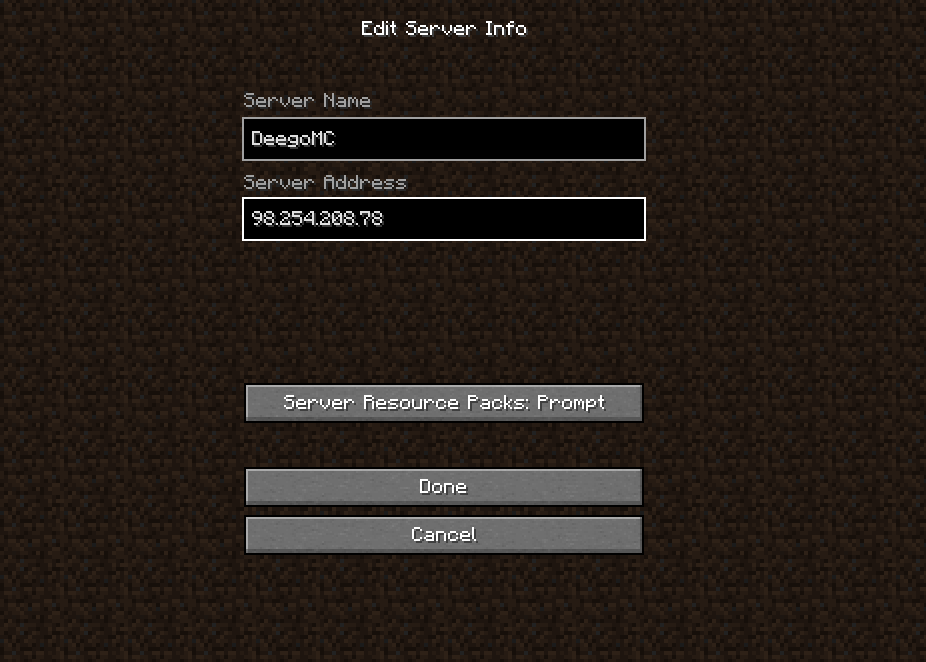 Edit Server Info
Server Name
DeegoMC
Server Address
98.254.208.78
Server Resource Packs: Prompt
Done
Cancel